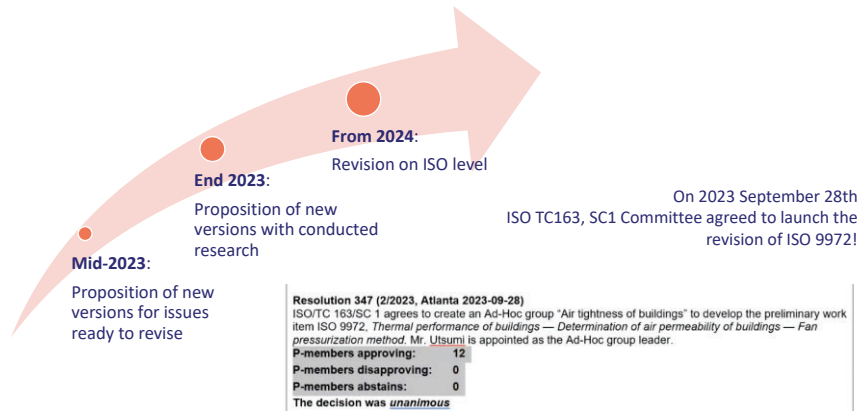 From 2024:
Revision on ISO level
End 2023:
Proposition of new
versions with conducted
research
Mid-2023:
Proposition of new
versions for issues
ready to revise
On 2023 September 28th
ISO TC163, SC1 Committee agreed to launch the
revision of ISO 9972!
Resolution 347 (2/2023, Atlanta 2023-09-28)
ISO/TC 163/SC 1 agrees to create an Ad-Hoc group "Air tightness of buildings" to develop the preliminary work
item ISO 9972, Thermal performance of buildings — Determination of air permeability of buildings — Fan
pressurization method. Mr. Utsumi is appointed as the Ad-Hoc group leader.
P-members approving: 12
P-members disapproving: 0
P-members abstains: 0
The decision was unanimous